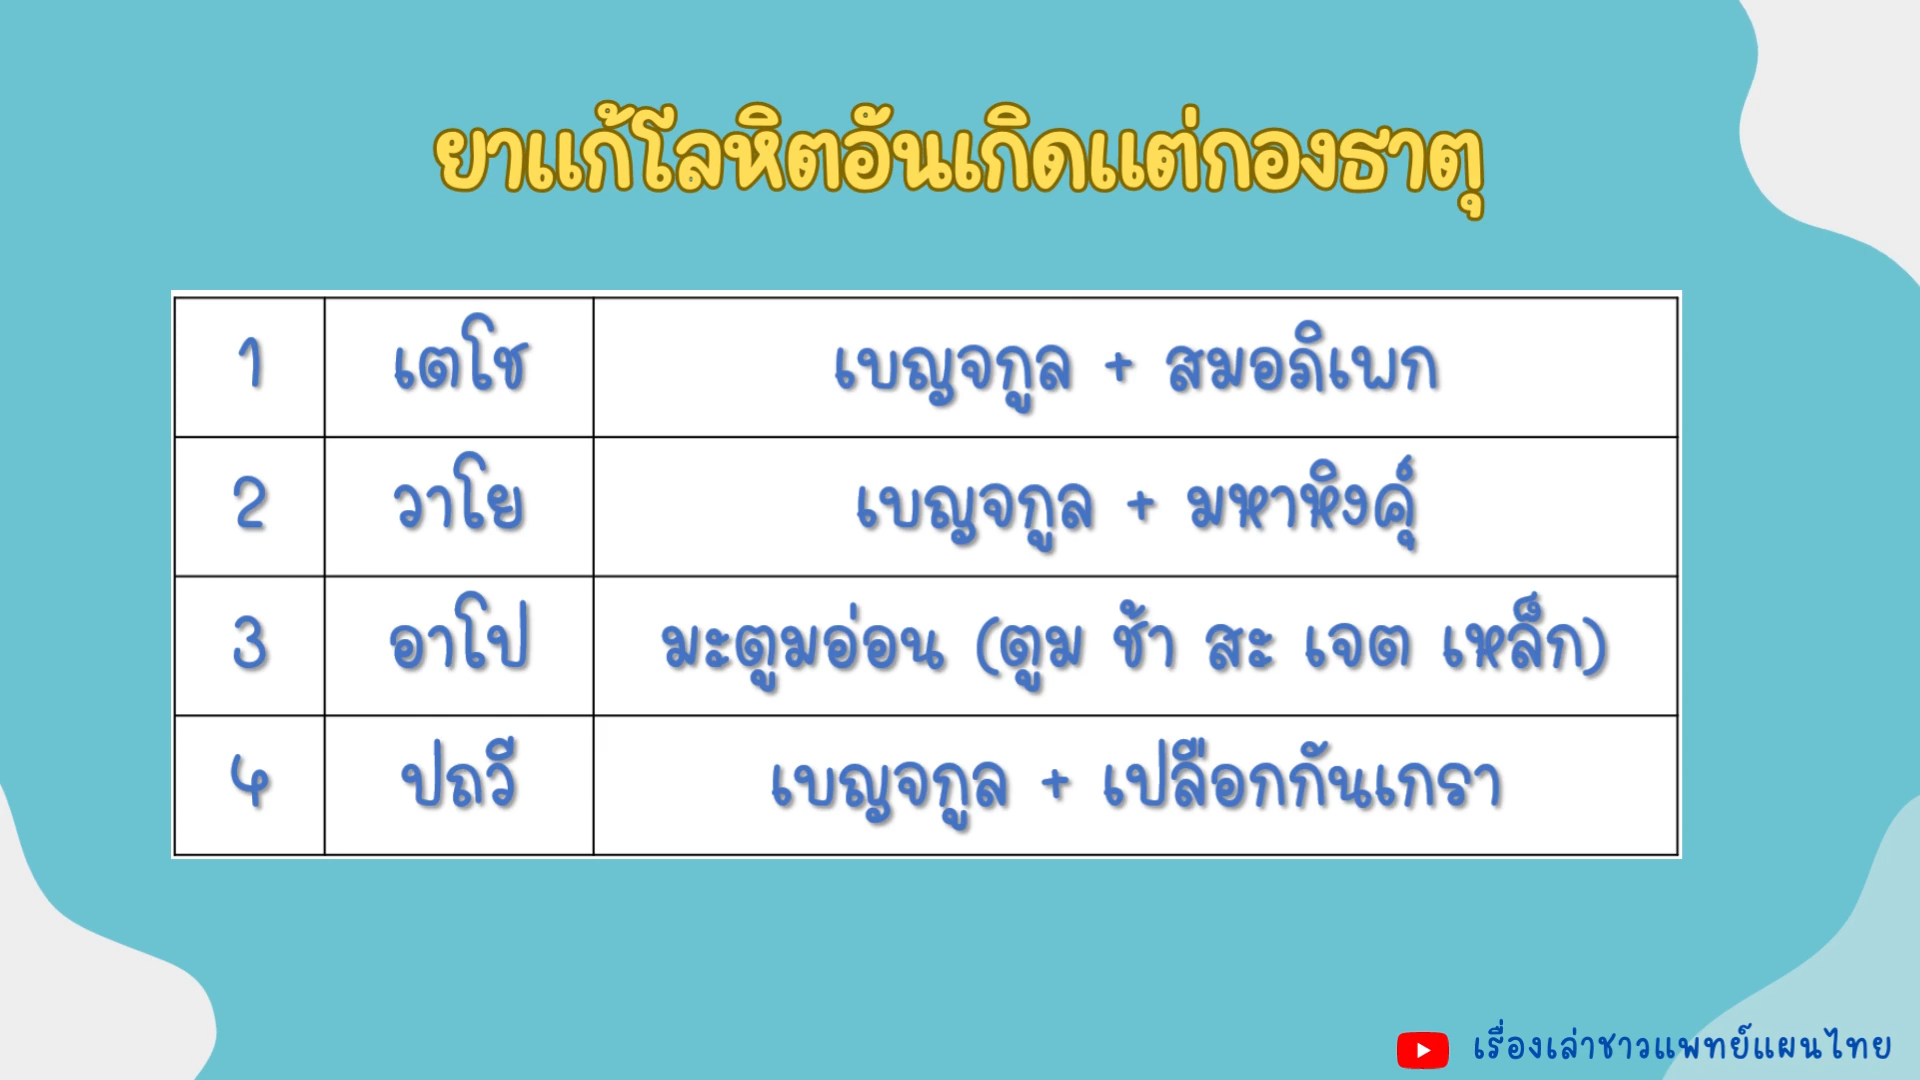 ยาแก้โลหิตอันเกิดแต่กองธาตุ
1 เตโช เบญจกูล + สมอภิเพก
2 วาโย เบญจกูล + มหาหิงคุ์
3 อาโป มะตูมอ่อน (ตูม ช้า สะ เจต เหล็ก)
4 ปถวี เบญจกูล + เปลือกกันเกรา
เรื่องเล่าชาวแพทย์แผนไทย